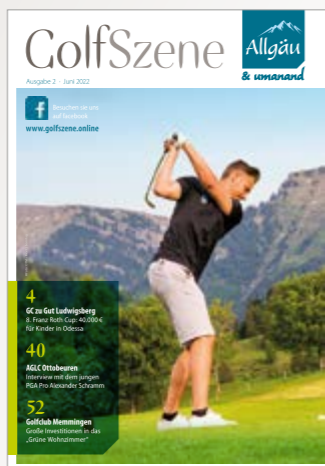 GolfSzene
Allgäu
& umanand
Ausgabe 2 · Juni 2022
Besuchen sie uns
auf facebook
www.golfszene.online
4
GC zu Gut Ludwigsberg
8. Franz Roth Cup: 40.000 €
für Kinder in Odessa
40
AGLC Ottobeuren
Interview mit dem jungen
PGA Pro Alexander Schramm
52
Golfclub Memmingen
Große Investitionen in das
„Grüne Wohnzimmer“